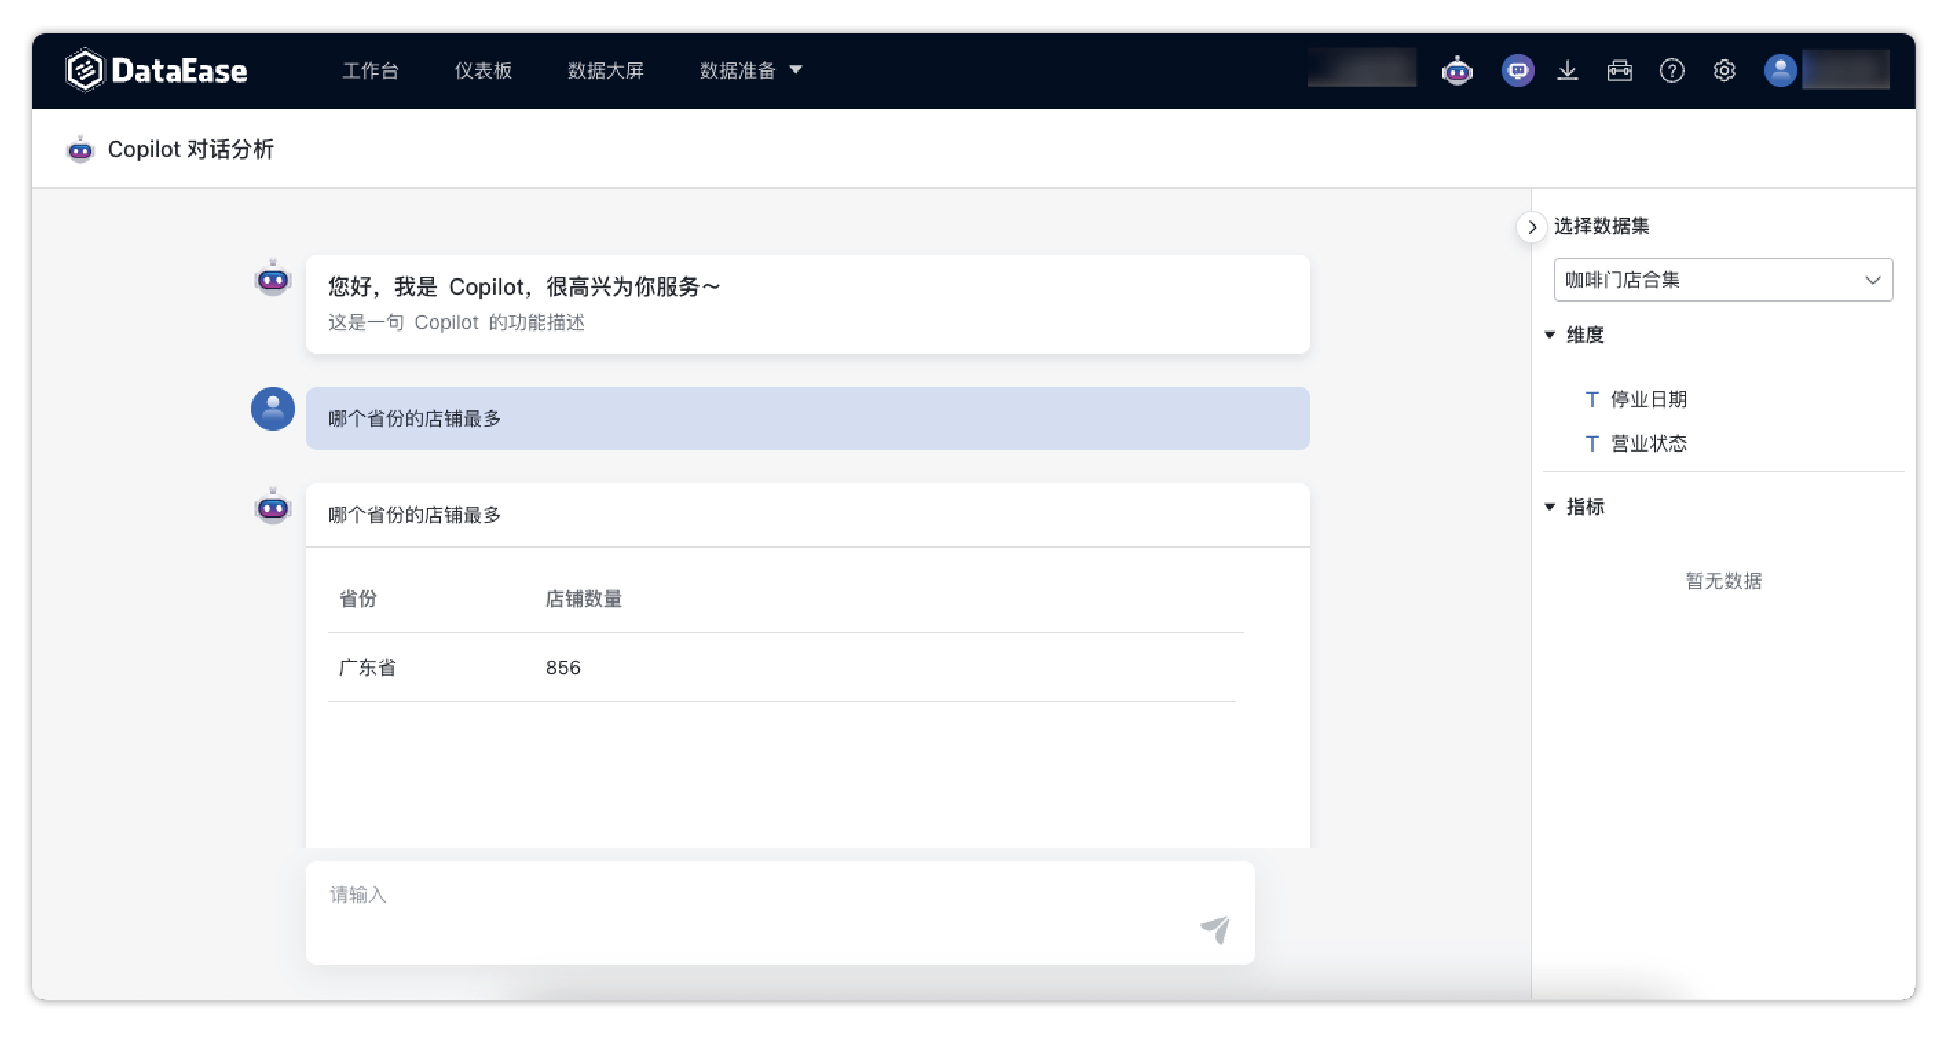 DataEase 工作台 仪表板 数据大屏 数据准备
Copilot 对话分析
您好，我是 Copilot，很高兴为你服务～
这是一句 Copilot 的功能描述
哪个省份的店铺最多
哪个省份的店铺最多
省份 店铺数量
广东省 856
请输入
选择数据集
咖啡门店合集
维度
T 停业日期
T 营业状态
指标
暂无数据